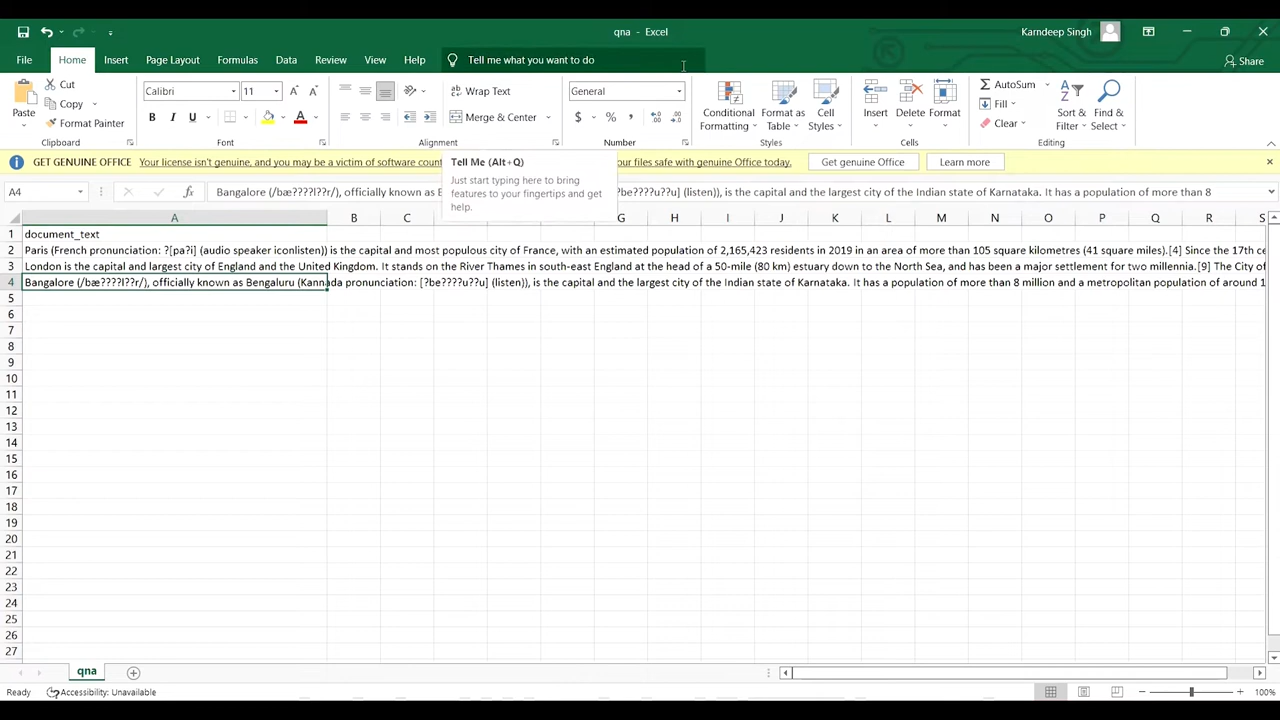 qna - Excel
Karndeep Singh
File Home Insert Page Layout Formulas Data Review View Help Tell me what you want to do Share
Cut
Copy
Format Painter
Paste
Clipboard
Calibri 11
B I U
Font
Wrap Text
Merge & Center
Alignment
General
$ % ,
Number
Conditional Formatting
Format as Table
Cell Styles
Styles
Insert
Delete
Format
Cells
AutoSum
Fill
Clear
Sort & Filter
Find & Select
Editing
GET GENUINE OFFICE Your license isn't genuine, and you may be a victim of software count your files safe with genuine Office today. Get genuine Office Learn more
Tell Me (Alt+Q)
Just start typing here to bring
features to your fingertips and get
help.
A4 fx Bangalore (/bæ????l??r/), officially known as B ?be????u??u] (listen)), is the capital and the largest city of the Indian state of Karnataka. It has a population of more than 8
A B C G H I J K L M N O P Q R S
1 document_text
2 Paris (French pronunciation: ?[pa?i] (audio speaker iconlisten)) is the capital and most populous city of France, with an estimated population of 2,165,423 residents in 2019 in an area of more than 105 square kilometres (41 square miles).[4] Since the 17th ce
3 London is the capital and largest city of England and the United Kingdom. It stands on the River Thames in south-east England at the head of a 50-mile (80 km) estuary down to the North Sea, and has been a major settlement for two millennia.[9] The City of
4 Bangalore (/bæ????l??r/), officially known as Bengaluru (Kannada pronunciation: [?be????u??u] (listen)), is the capital and the largest city of the Indian state of Karnataka. It has a population of more than 8 million and a metropolitan population of around 1
5
6
7
8
9
10
11
12
13
14
15
16
17
18
19
20
21
22
23
24
25
26
27
qna
Ready Accessibility: Unavailable 100%